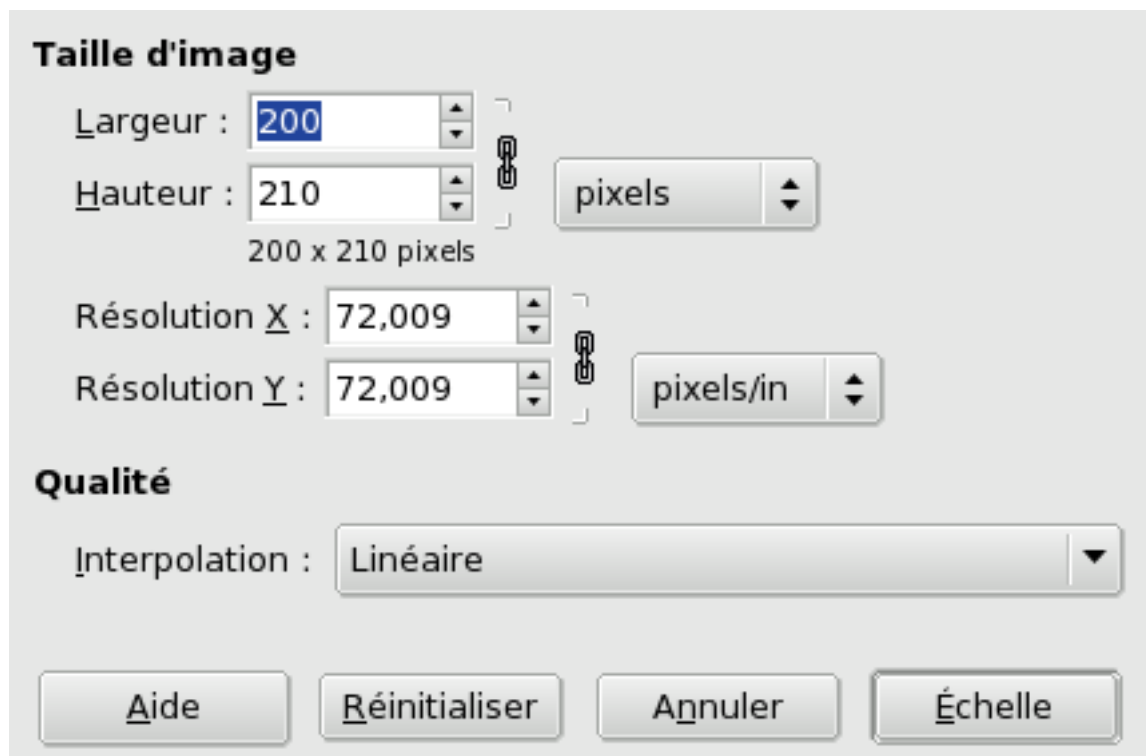 Taille d'image
Largeur : 200
Hauteur : 210 pixels
200 x 210 pixels
Résolution X : 72,009
Résolution Y : 72,009 pixels/in
Qualité
Interpolation : Linéaire
Aide Réinitialiser Annuler Échelle